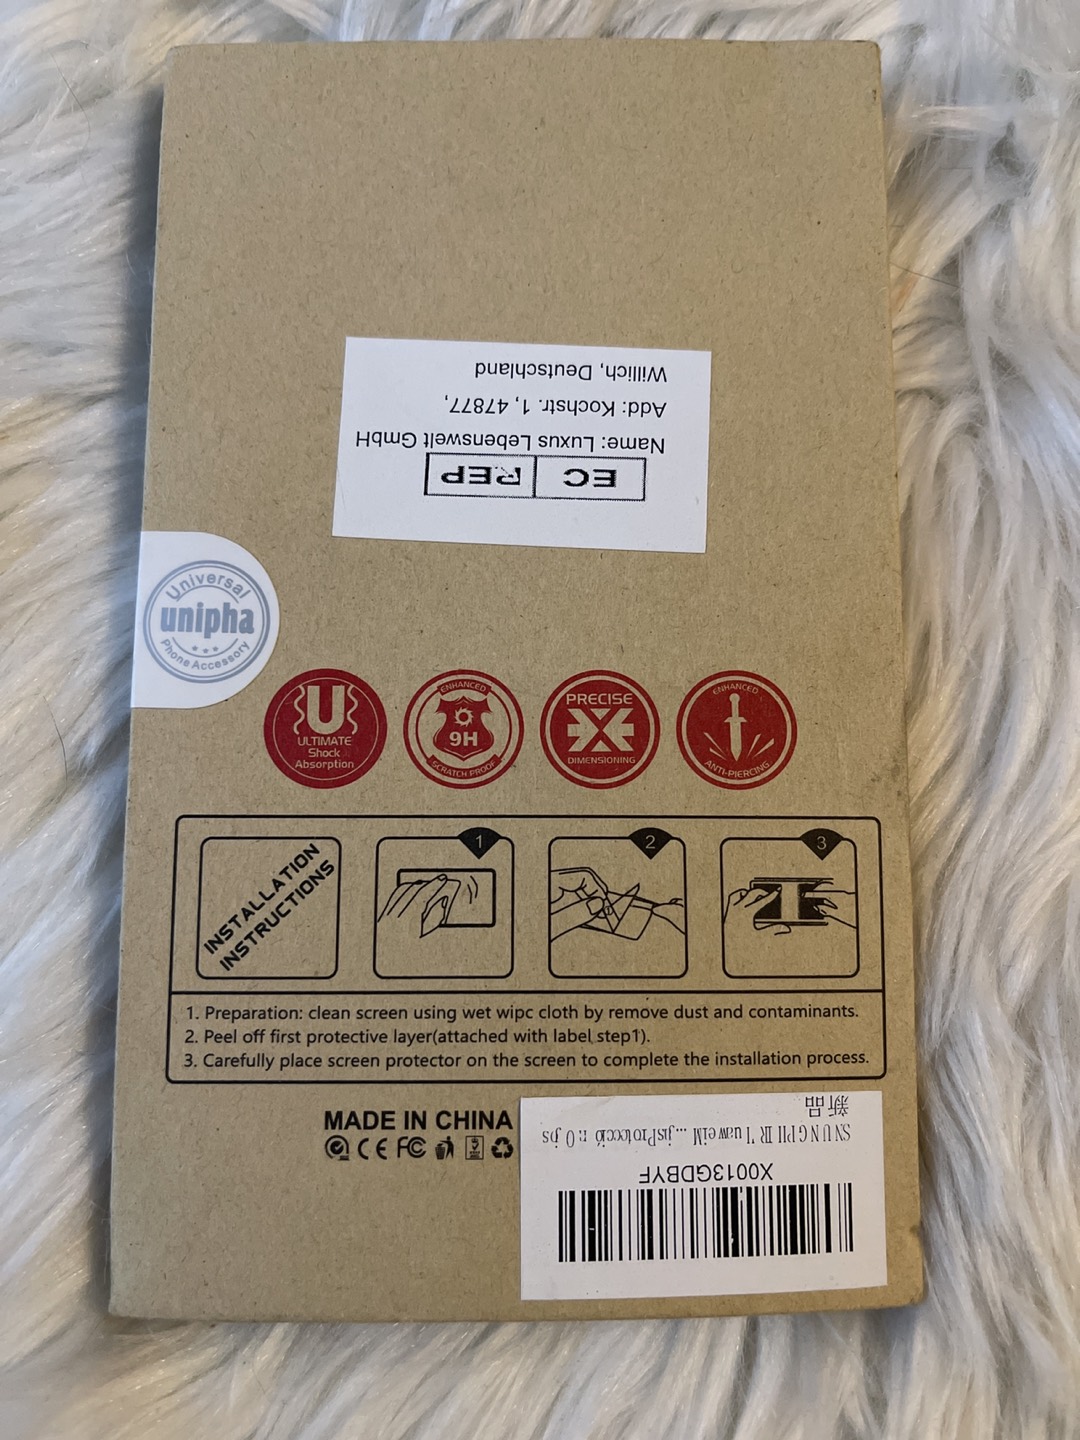 EC REP
Name: Luxus Lebenswelt GmbH
Add: Kochstr. 1, 47877,
Willich, Deutschland
Universal
unipha
Phone Accessory
U
ULTIMATE
Shock
Absorption
ENHANCED
9H
SCRATCH PROOF
PRECISE
DIMENSIONING
ENHANCED
ANTI-PIERCING
INSTALLATION
INSTRUCTIONS
1
2
3
1. Preparation: clean screen using wet wipc cloth by remove dust and contaminants.
2. Peel off first protective layer(attached with label step1).
3. Carefully place screen protector on the screen to complete the installation process.
MADE IN CHINA
CE FC
X0013GDBYF
新品